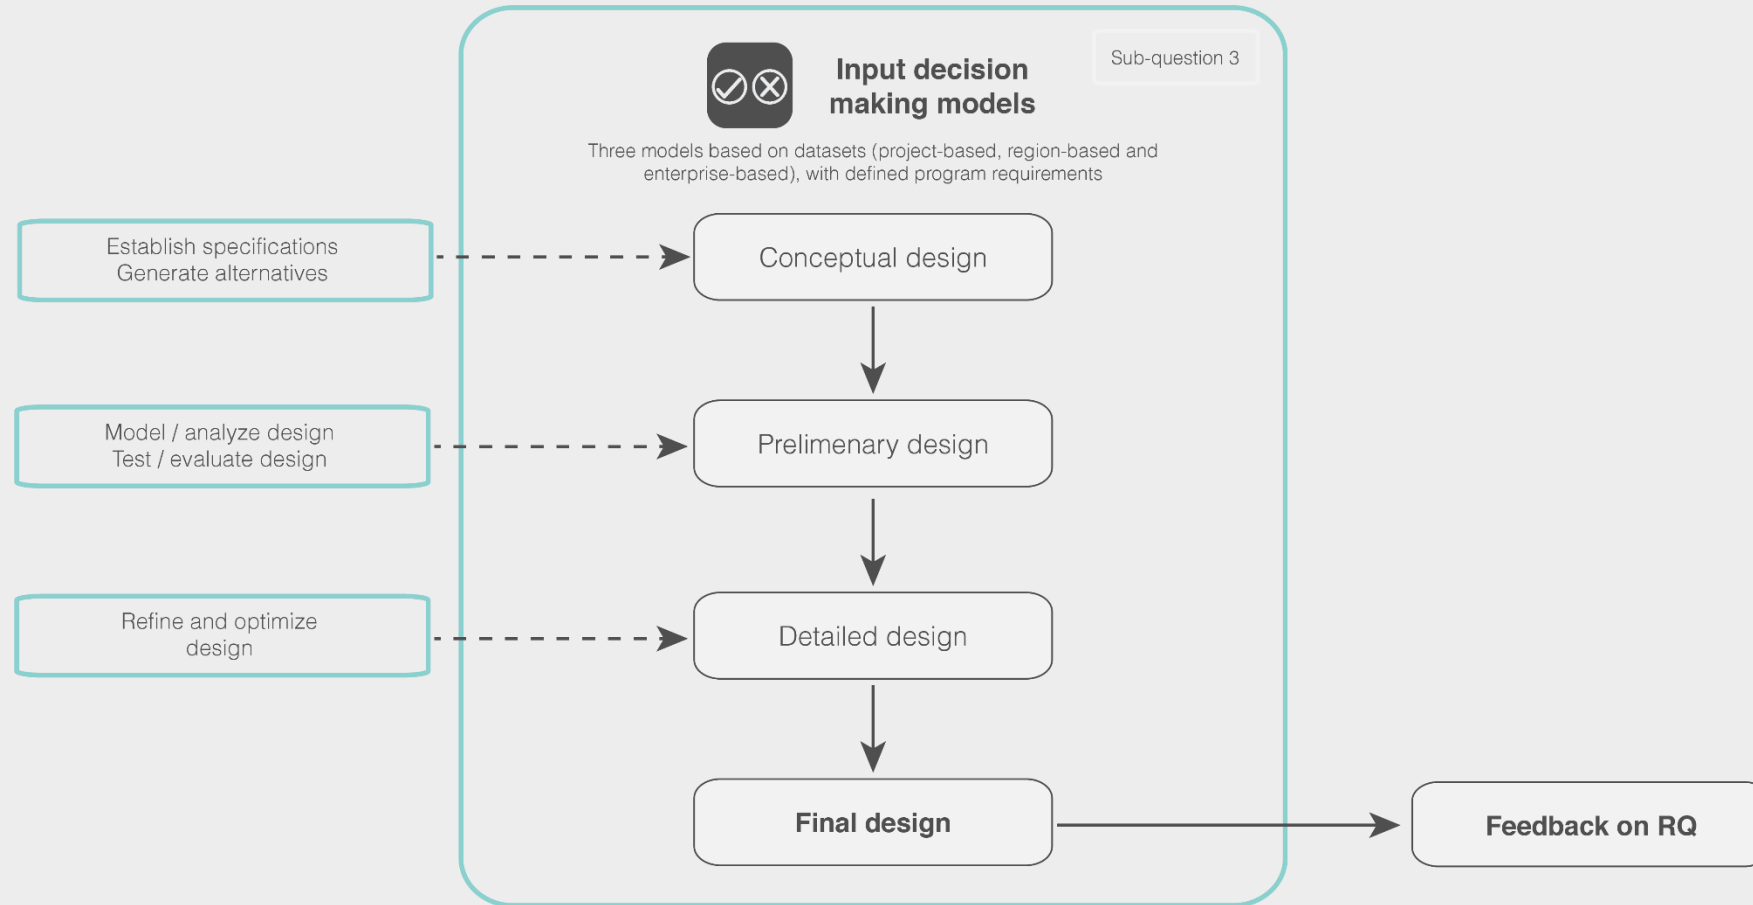 Input decision
making models
Sub-question 3
Three models based on datasets (project-based, region-based and
enterprise-based), with defined program requirements
Establish specifications
Generate alternatives
Conceptual design
Model / analyze design
Test / evaluate design
Prelimenary design
Refine and optimize
design
Detailed design
Final design
Feedback on RQ